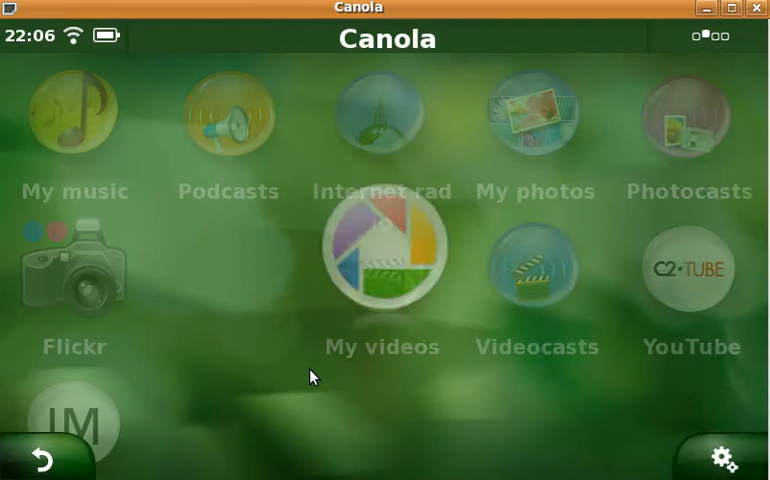 Canola
22:06
Canola
My music
Podcasts
Internet rad
My photos
Photocasts
C2•TUBE
Flickr
My videos
Videocasts
YouTube
IM